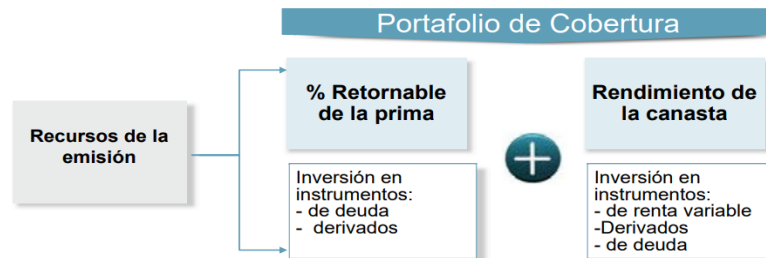 Portafolio de Cobertura
Recursos de la
emisión
% Retornable
de la prima
Inversión en
instrumentos:
- de deuda
- derivados
Rendimiento de
la canasta
Inversión en
instrumentos:
- de renta variable
-Derivados
- de deuda